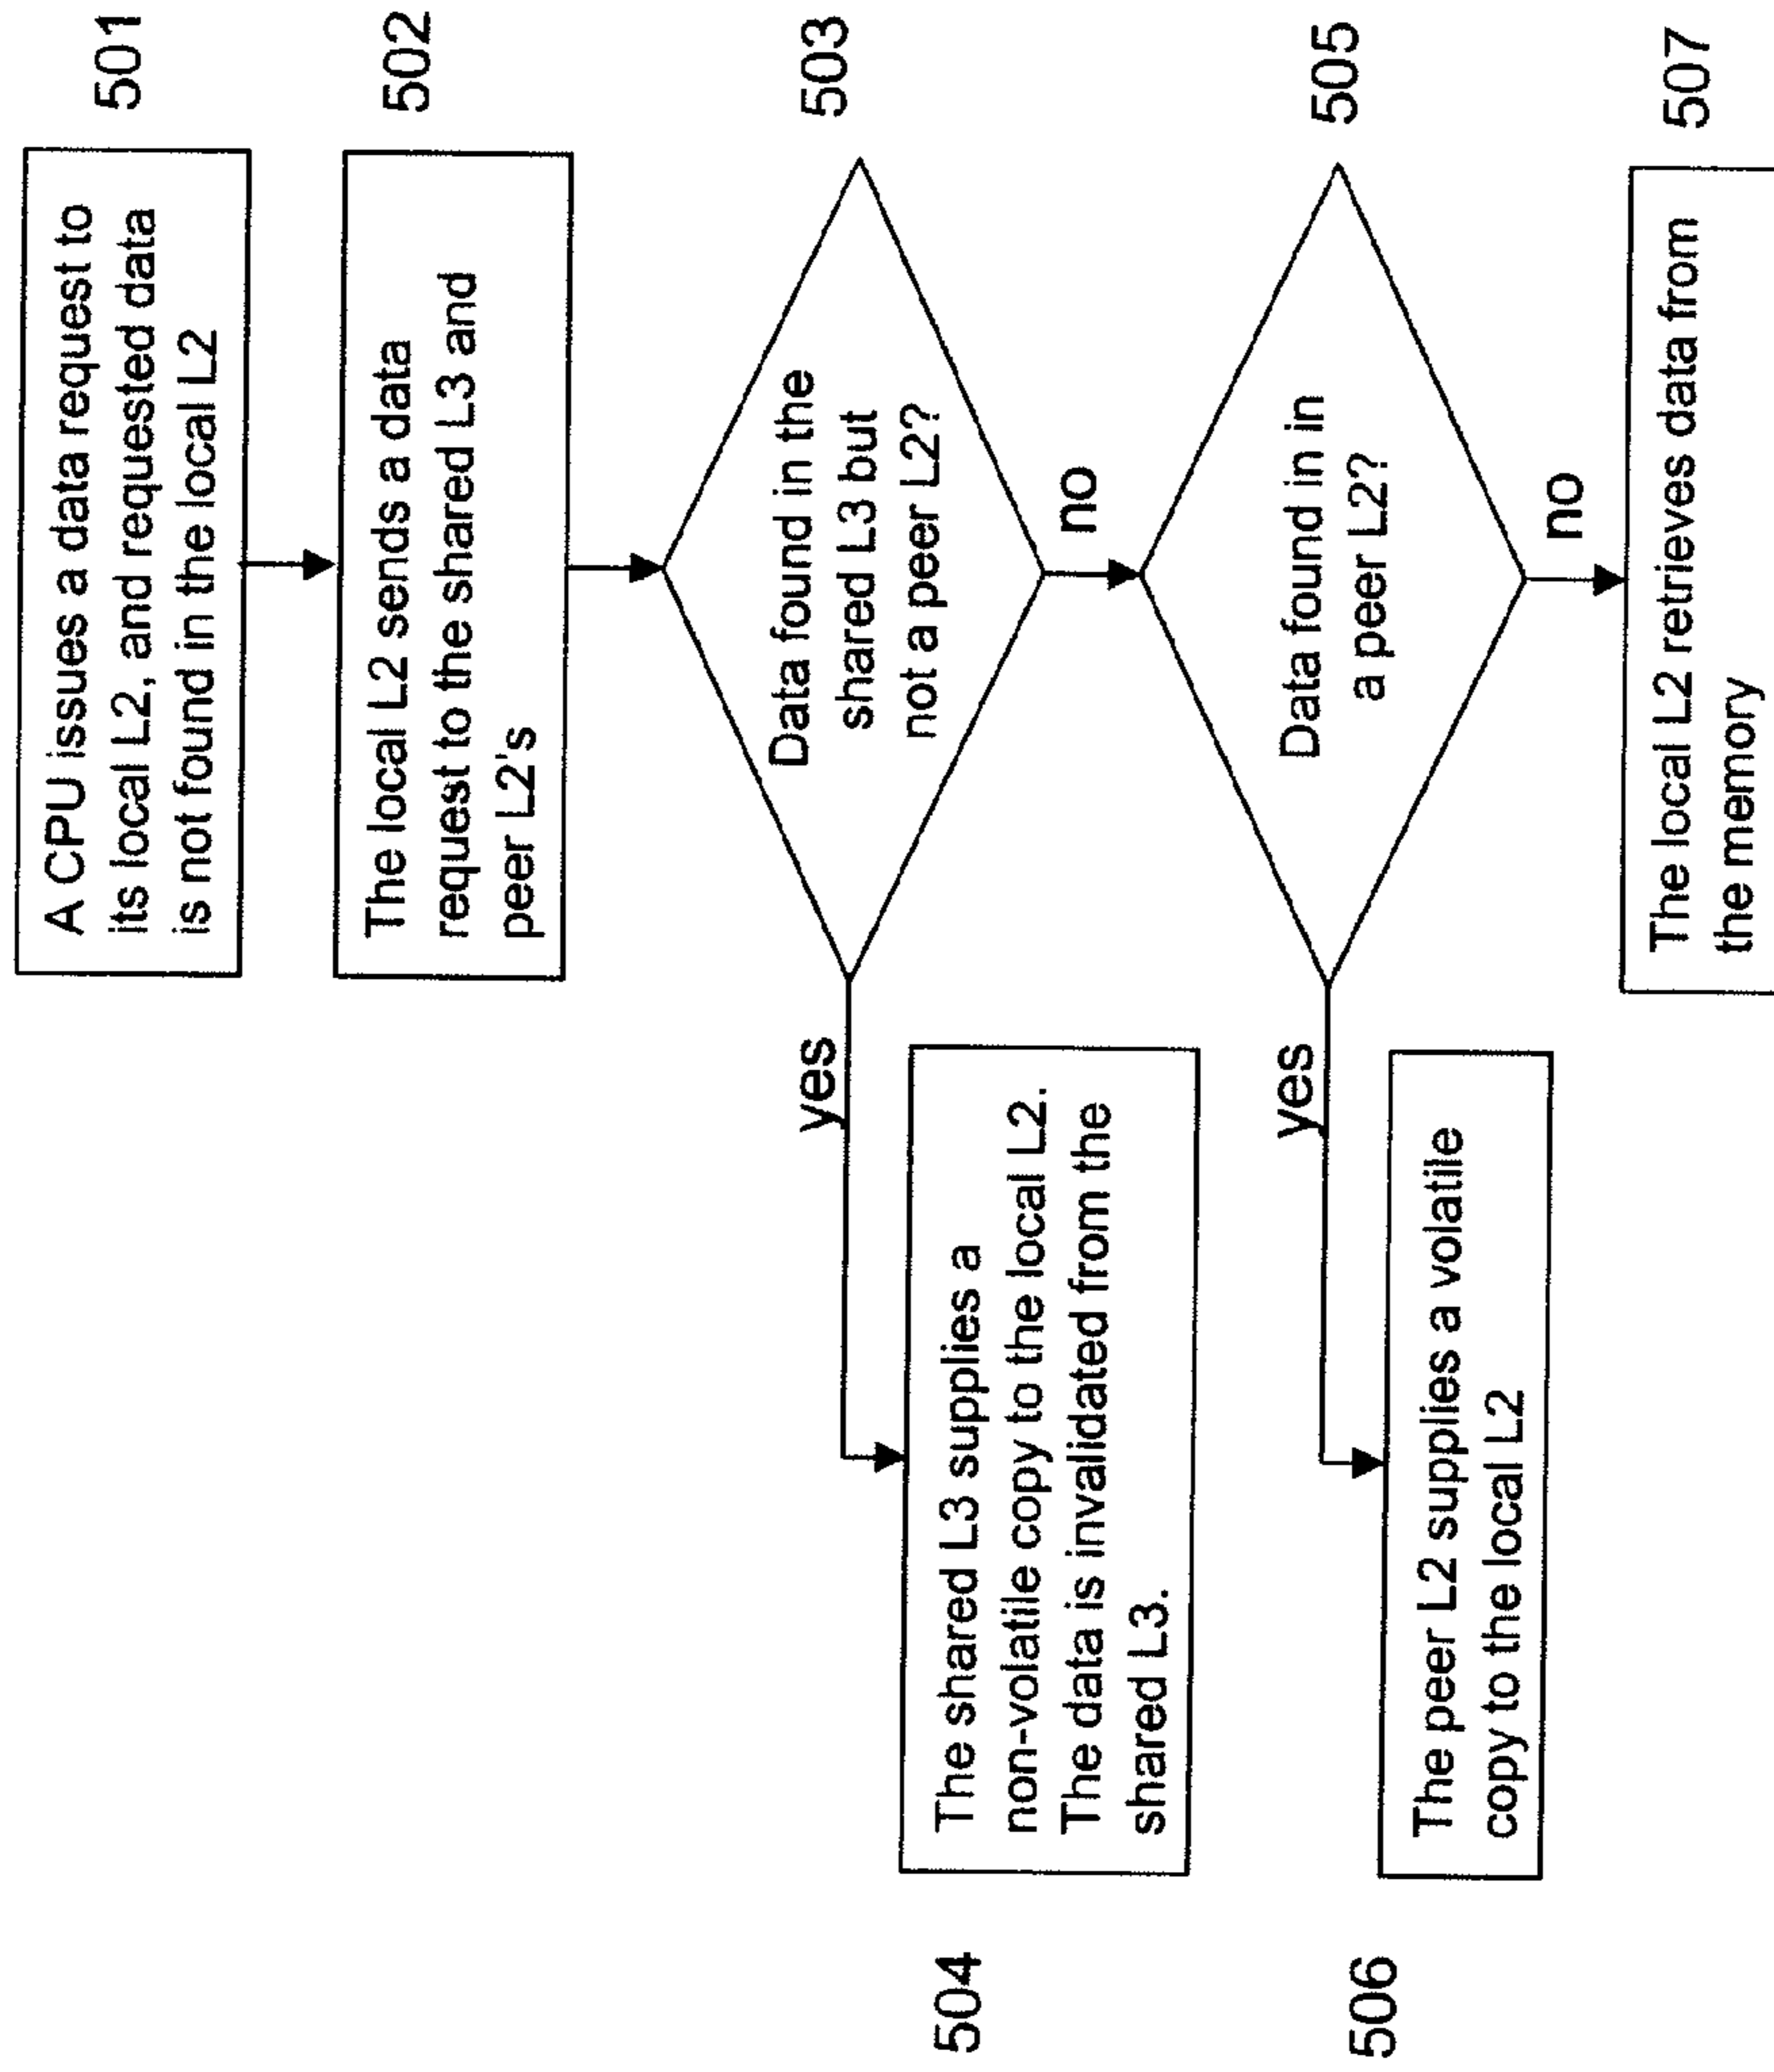 A CPU issues a data request to
its local L2, and requested data
is not found in the local L2
501
The local L2 sends a data
request to the shared L3 and
peer L2's
502
Data found in the
shared L3 but
not a peer L2?
503
yes
no
504
The shared L3 supplies a
non-volatile copy to the local L2.
The data is invalidated from the
shared L3.
Data found in in
a peer L2?
505
yes
no
506
The peer L2 supplies a volatile
copy to the local L2
The local L2 retrieves data from
the memory
507